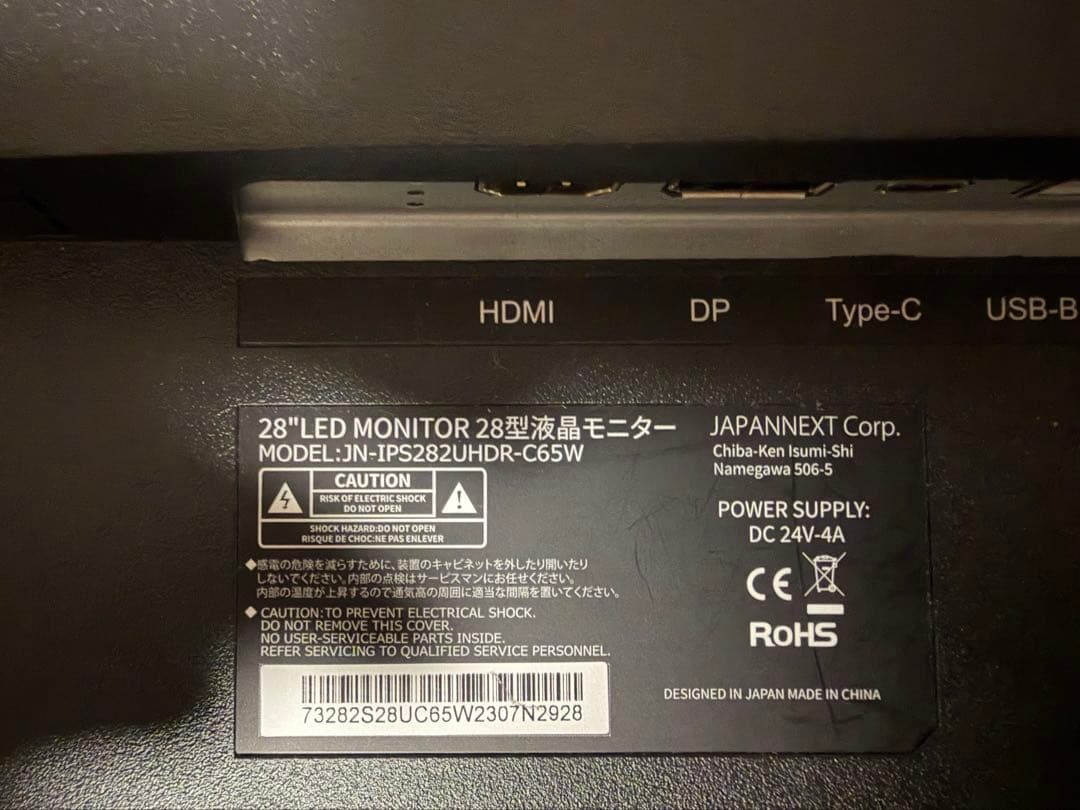 HDMI DP Type-C USB-B
28"LED MONITOR 28型液晶モニター
MODEL:JN-IPS282UHDR-C65W
CAUTION
RISK OF ELECTRIC SHOCK
DO NOT OPEN
SHOCK HAZARD:DO NOT OPEN
RISQUE DE CHOC:NE PAS ENLEVER
◆感電の危険を減らすために、装置のキャビネットを外したり開いたり
しないでください。内部の点検はサービスマンにお任せください。
内部の温度が上昇するので通気高の周囲に適当な間隔を置いてください。
◆ CAUTION:TO PREVENT ELECTRICAL SHOCK.
DO NOT REMOVE THIS COVER.
NO USER-SERVICEABLE PARTS INSIDE.
REFER SERVICING TO QUALIFIED SERVICE PERSONNEL.
73282S28UC65W2307N2928
JAPANNEXT Corp.
Chiba-Ken Isumi-Shi
Namegawa 506-5
POWER SUPPLY:
DC 24V-4A
CE
RoHS
DESIGNED IN JAPAN MADE IN CHINA